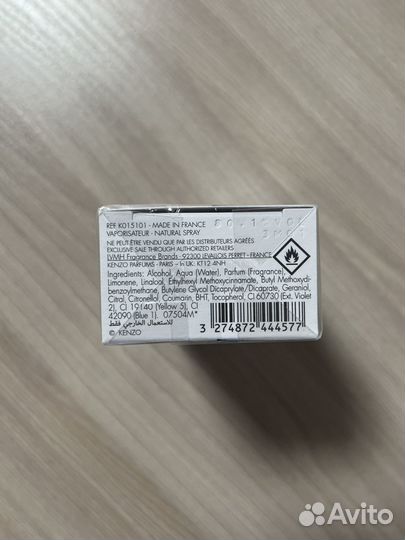 REF. K015101 - MADE IN FRANCE
VAPORISATEUR - NATURAL SPRAY
NE PEUT ÊTRE VENDU QUE PAR LES DISTRIBUTEURS AGRÉÉS
EXCLUSIVE SALE THROUGH AUTHORIZED RETAILERS
LVMH Fragrance Brands - 92300 LEVALLOIS PERRET - FRANCE
KENZO PARFUMS - PARIS - in UK: KT12 4NH
Ingredients: Alcohol, Aqua (Water), Parfum (Fragrance),
Limonene, Linalool, Ethylhexyl Methoxycinnamate, Butyl Methoxydi-
benzoylmethane, Butylene Glycol Dicaprylate/Dicaprate, Geraniol,
Citral, Citronellol, Coumarin, BHT, Tocopherol, CI 60730 (Ext. Violet
2), CI 19140 (Yellow 5), CI
42090 (Blue 1). 07504M*
للاستعمال الخارجي فقط
© KENZO
3 274872 444577
Avito